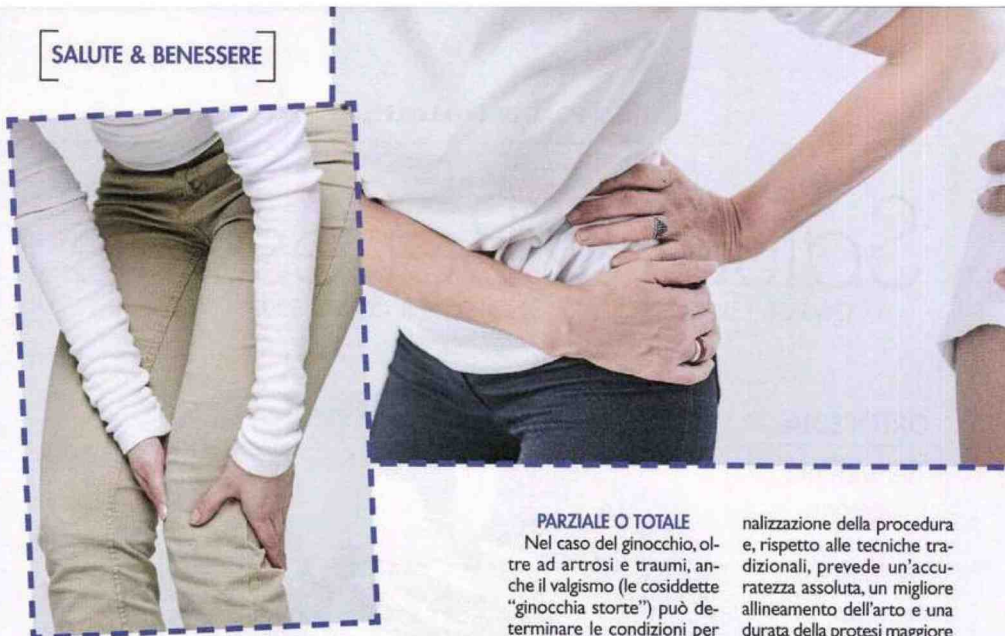 SALUTE & BENESSERE
PARZIALE O TOTALE
Nel caso del ginocchio, ol-
tre ad artrosi e traumi, an-
che il valgismo (le cosiddette
“ginocchia storte”) può de-
terminare le condizioni per
nalizzazione della procedura
e, rispetto alle tecniche tra-
dizionali, prevede un’accu-
ratezza assoluta, un migliore
allineamento dell’arto e una
durata della protesi maggiore